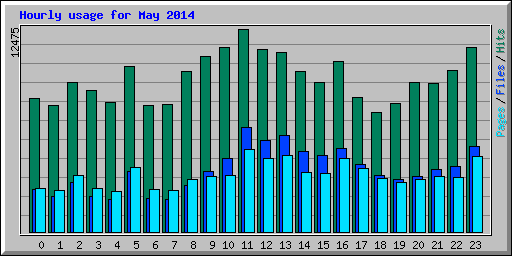 Hourly usage for May 2014
12475
Pages / Files / Hits
0 1 2 3 4 5 6 7 8 9 10 11 12 13 14 15 16 17 18 19 20 21 22 23